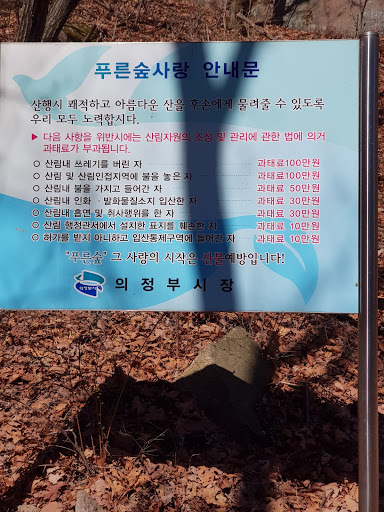 푸른숲사랑 안내문
산행시 쾌적하고 아름다운 산을 후손에게 물려줄 수 있도록
우리 모두 노력합시다.
▶ 다음 사항을 위반시에는 산림자원의 조성 및 관리에 관한 법에 의거
과태료가 부과됩니다.
○ 산림내 쓰레기를 버린 자 과태료100만원
○ 산림 및 산림인접지역에 불을 놓은 자 과태료100만원
○ 산림내 불을 가지고 들어간 자 과태료 50만원
○ 산림내 인화 · 발화물질소지 입산한 자 과태료 30만원
○ 산림내 흡연 및 취사행위를 한 자 과태료 30만원
○ 산림 행정관서에서 설치한 표지를 훼손한 자 과태료 10만원
○ 허가를 받지 아니하고 입산통제구역에 들어간 자 과태료 10만원
"푸른숲" 그 사랑의 시작은 산불예방입니다!
의정부시
의 정 부 시 장